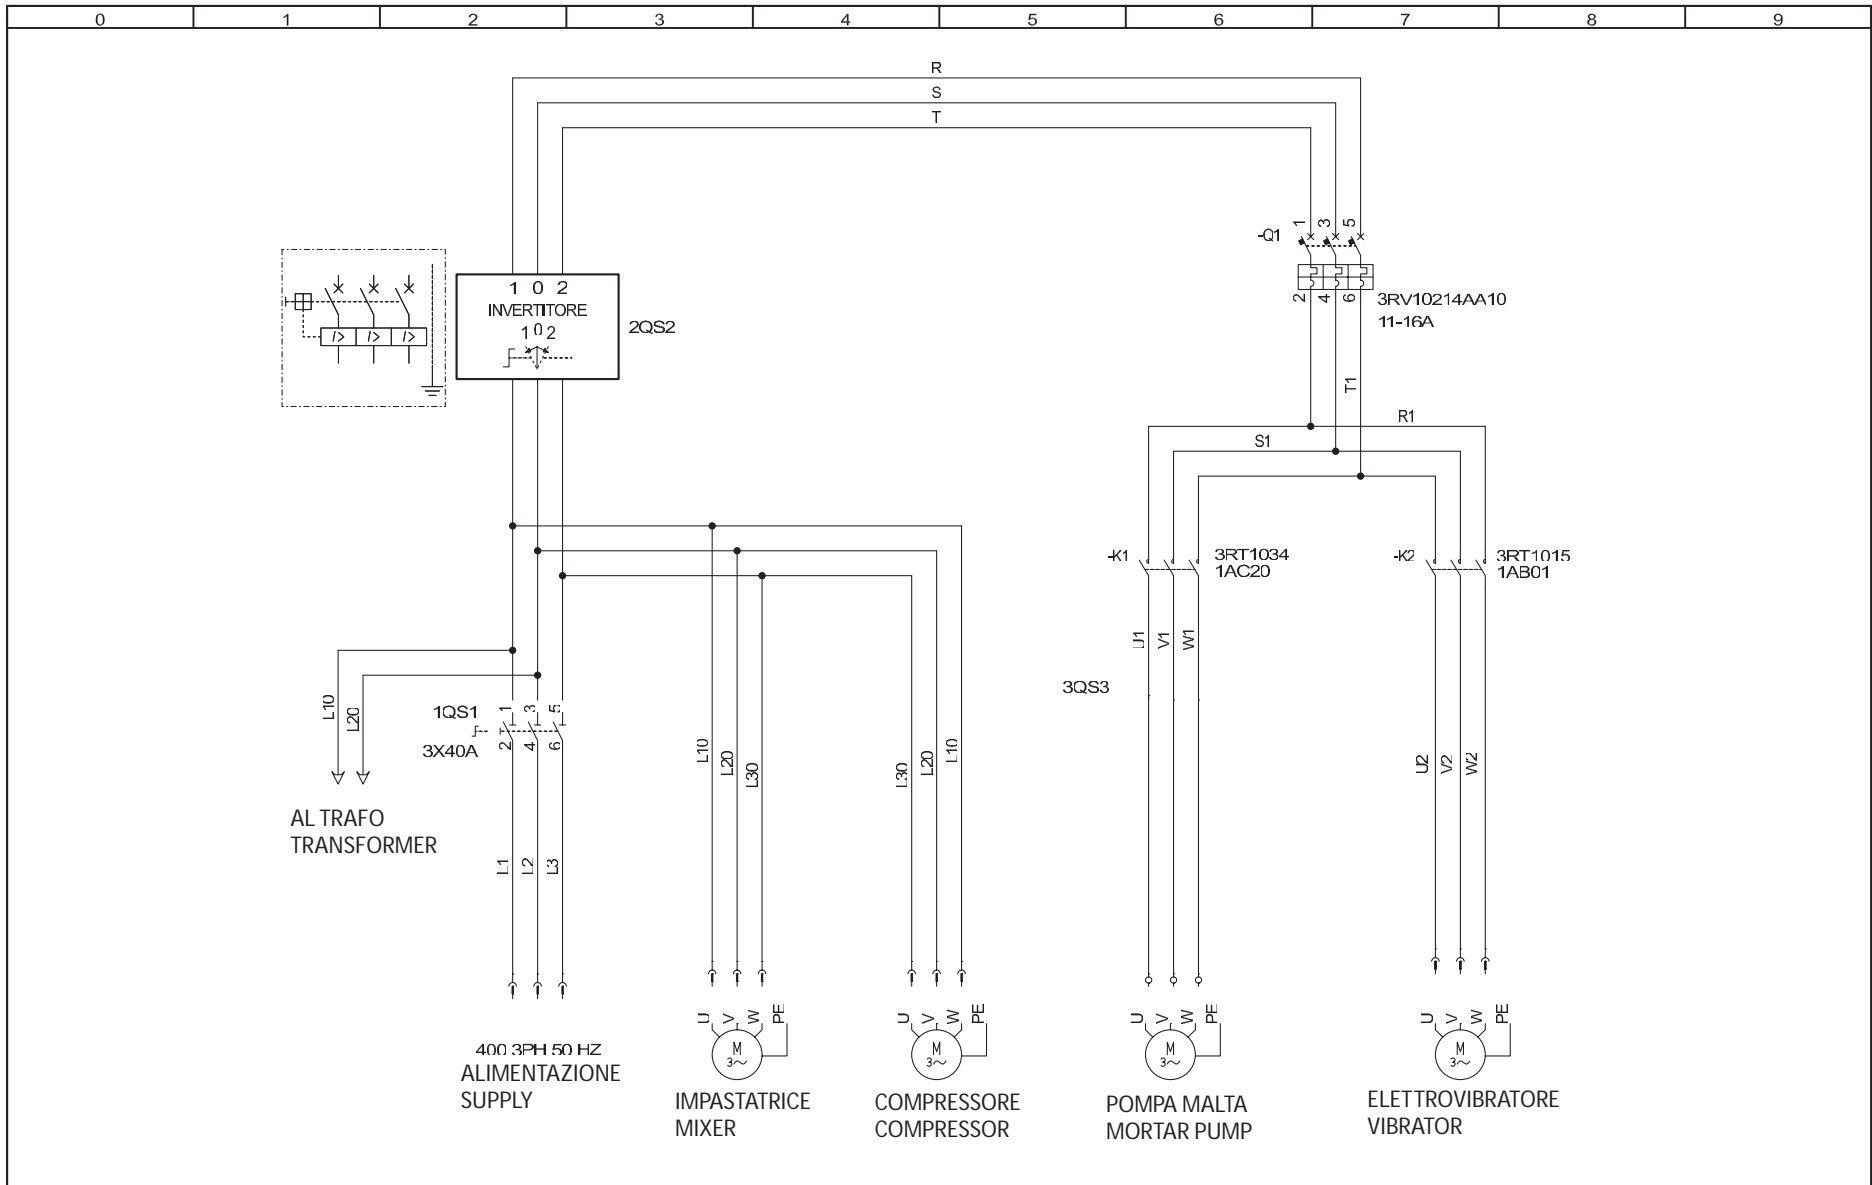 0 1 2 3 4 5 6 7 8 9
R
S
T
-Q1
1 3 5
2 4 6
3RV10214AA10
11-16A
1 0 2
INVERTITORE
1 0 2
2QS2
I> I> I>
T1
R1
S1
-K1
3RT1034
1AC20
-K2
3RT1015
1AB01
U1 V1 W1
3QS3
L10 L20
1QS1
3X40A
1 3 5
2 4 6
L10 L20 L30
L30 L20 L10
U2 V2 W2
AL TRAFO
TRANSFORMER
L1 L2 L3
400 3PH 50 HZ
ALIMENTAZIONE
SUPPLY
U V W PE
M
3~
IMPASTATRICE
MIXER
U V W PE
M
3~
COMPRESSORE
COMPRESSOR
U V W PE
M
3~
POMPA MALTA
MORTAR PUMP
U V W PE
M
3~
ELETTROVIBRATORE
VIBRATOR